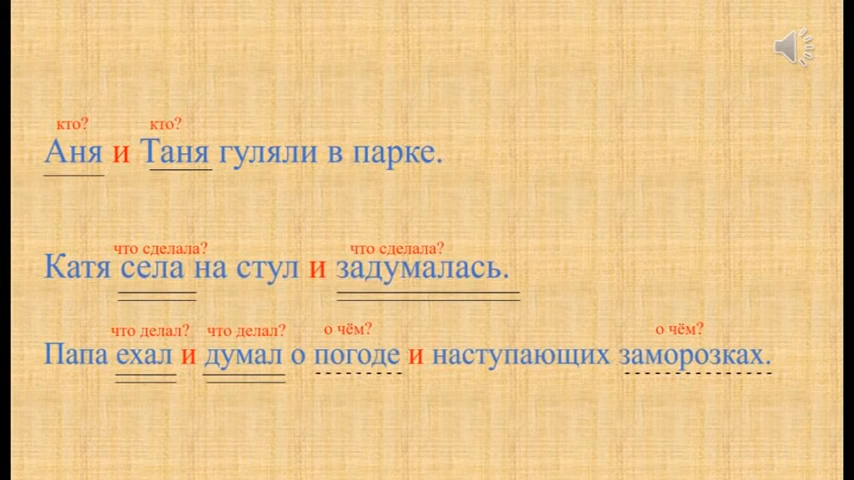 кто? кто?
Аня и Таня гуляли в парке.
что сделала? что сделала?
Катя села на стул и задумалась.
что делал? что делал? о чём? о чём?
Папа ехал и думал о погоде и наступающих заморозках.